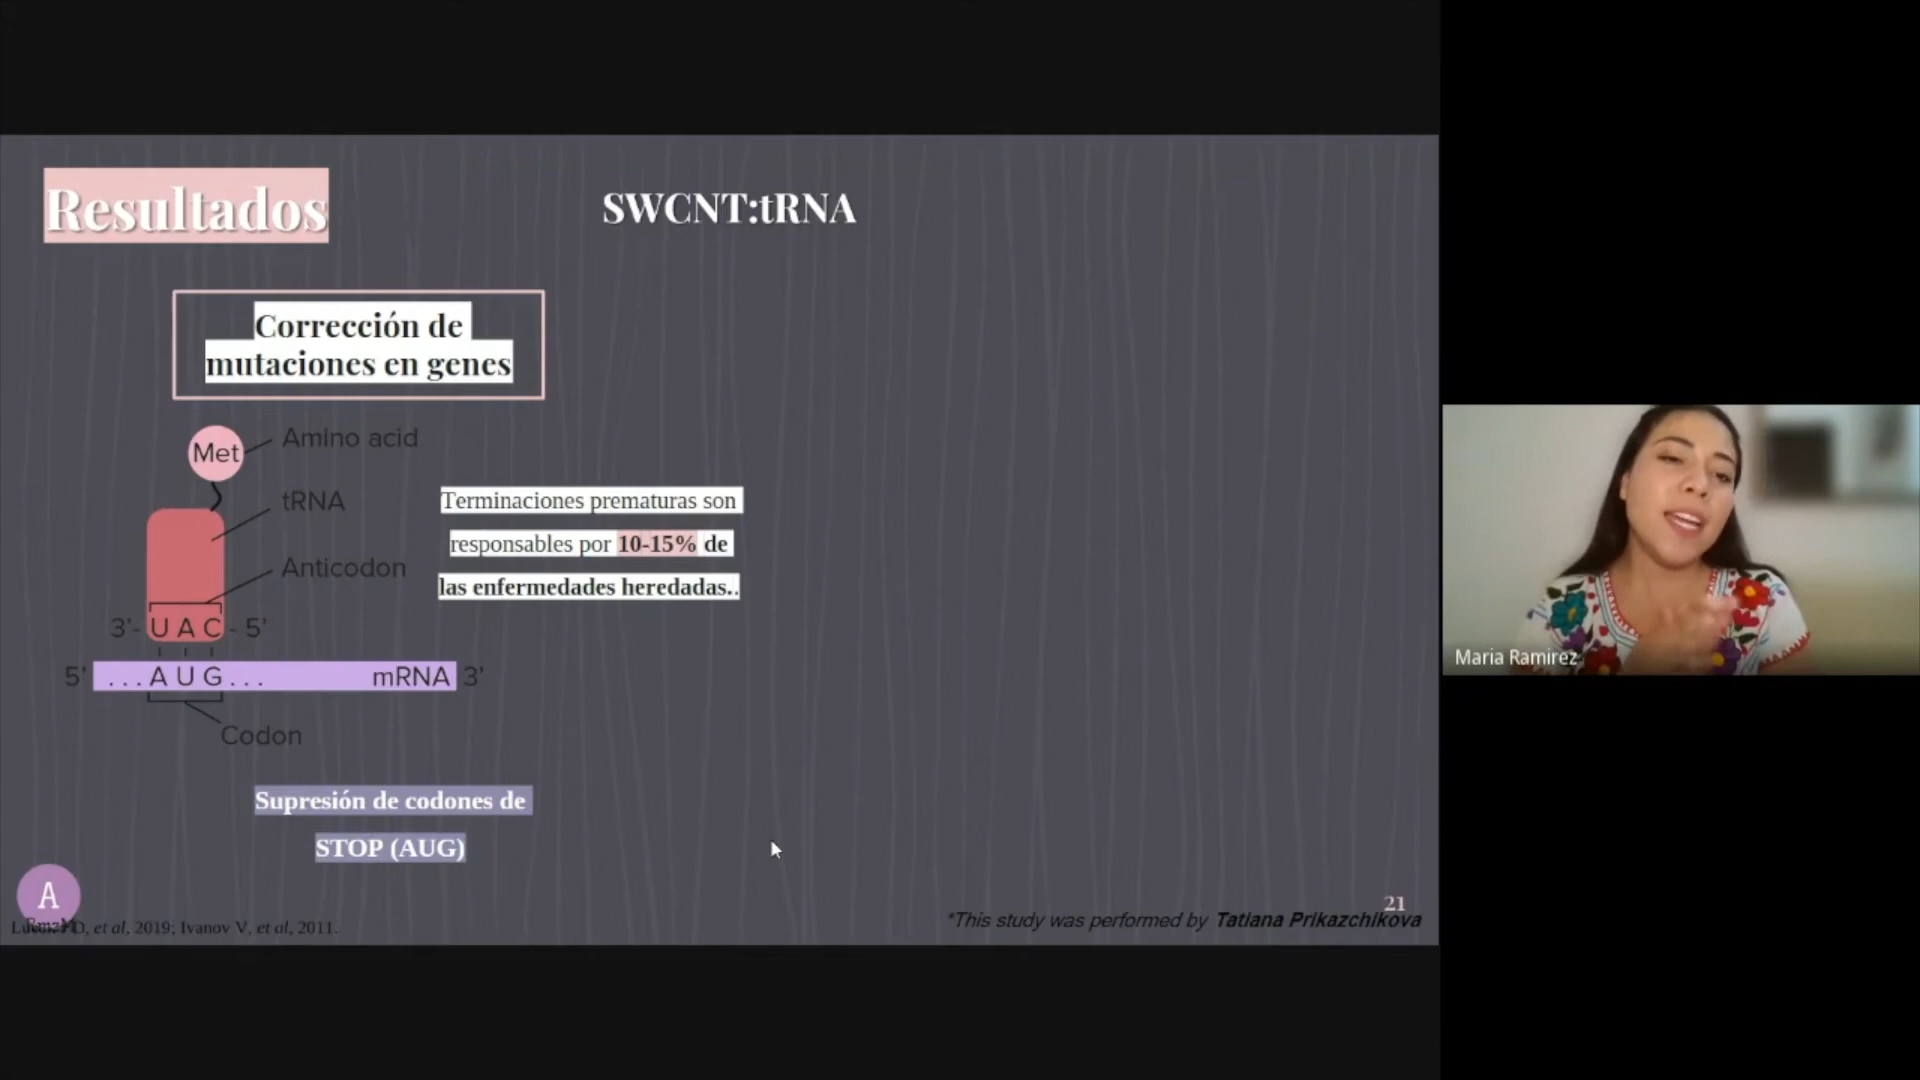 Resultados
SWCNT:tRNA
Corrección de
mutaciones en genes
Met
Amino acid
tRNA
Anticodon
3'- U A C - 5'
5' ...A U G... mRNA 3'
Codon
Terminaciones prematuras son
responsables por 10-15% de
las enfermedades heredadas..
Supresión de codones de
STOP (AUG)
A
D, et al, 2019; Ivanov V, et al, 2011.
21
*This study was performed by Tatiana Prikazchikova
Maria Ramirez